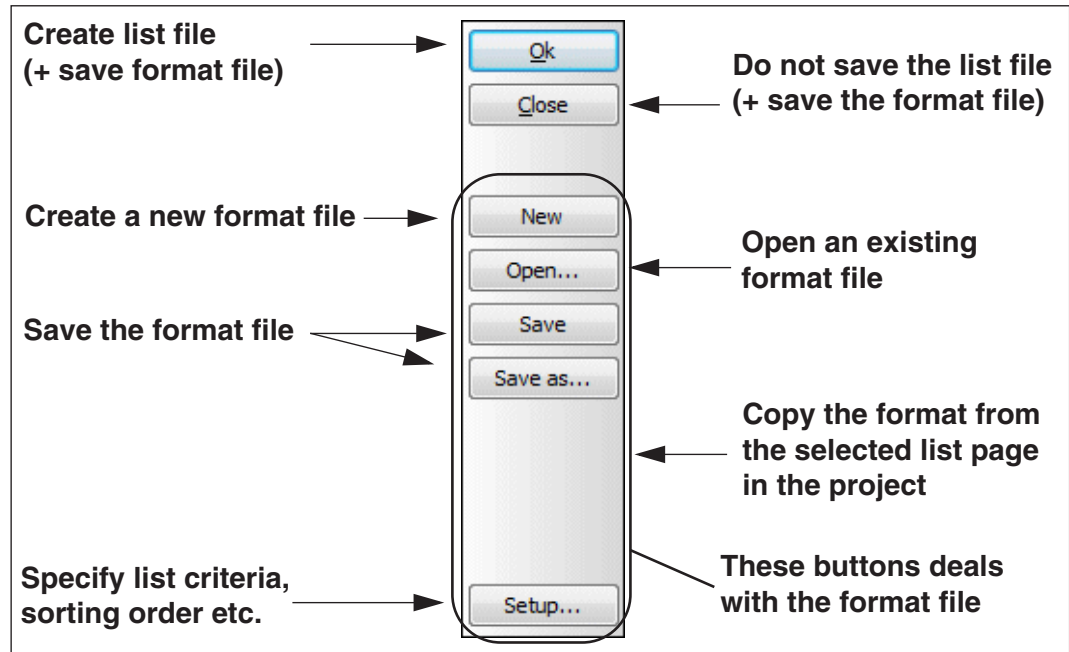 Create list file
(+ save format file)
Ok
Do not save the list file
(+ save the format file)
Close
Create a new format file
New
Open an existing
format file
Open...
Save the format file
Save
Save as...
Copy the format from
the selected list page
in the project
These buttons deals
with the format file
Specify list criteria,
sorting order etc.
Setup...